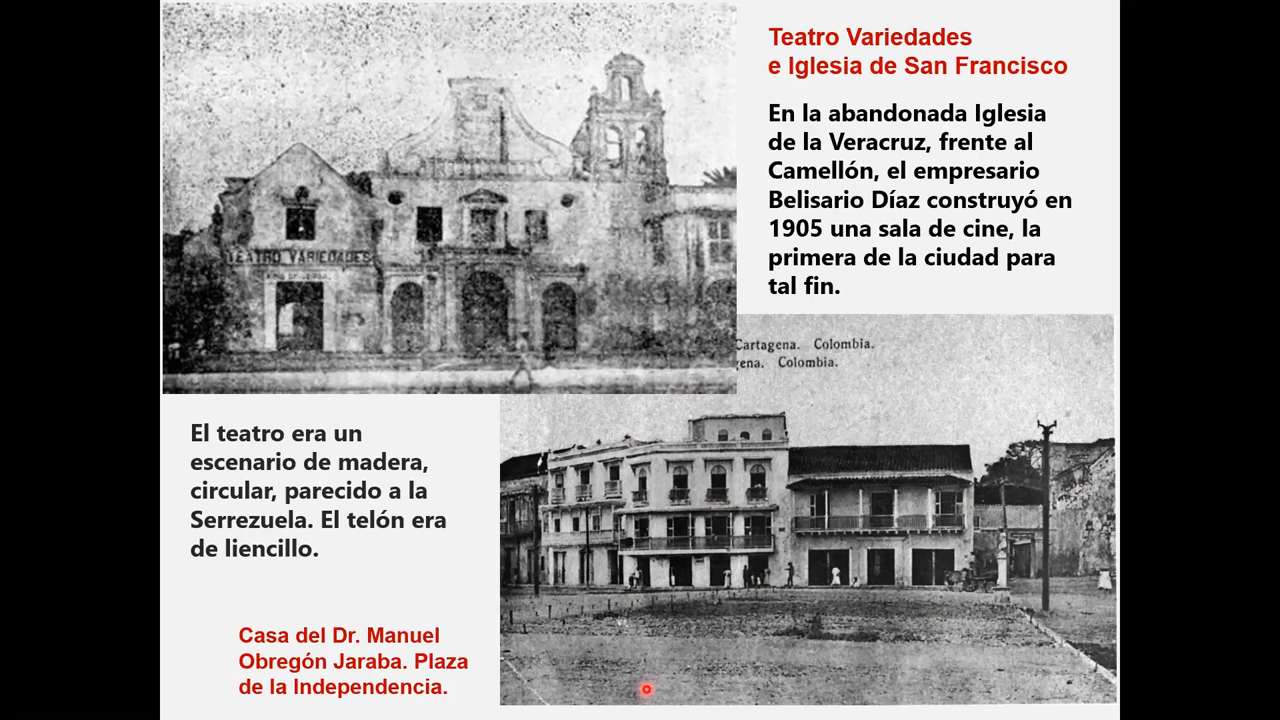 Teatro Variedades
e Iglesia de San Francisco
En la abandonada Iglesia
de la Veracruz, frente al
Camellón, el empresario
Belisario Díaz construyó en
1905 una sala de cine, la
primera de la ciudad para
tal fin.
TEATRO VARIEDADES
Cartagena. Colombia.
gena. Colombia.
El teatro era un
escenario de madera,
circular, parecido a la
Serrezuela. El telón era
de liencillo.
Casa del Dr. Manuel
Obregón Jaraba. Plaza
de la Independencia.